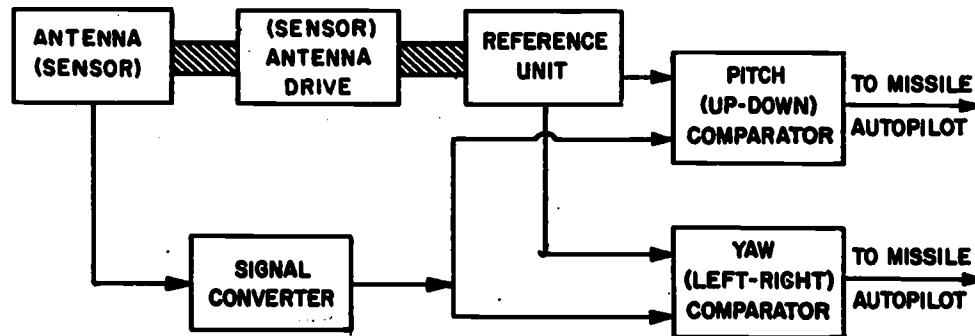 ANTENNA
(SENSOR)
(SENSOR)
ANTENNA
DRIVE
REFERENCE
UNIT
PITCH
(UP-DOWN)
COMPARATOR
TO MISSILE
AUTOPILOT
SIGNAL
CONVERTER
YAW
(LEFT-RIGHT)
COMPARATOR
TO MISSILE
AUTOPILOT